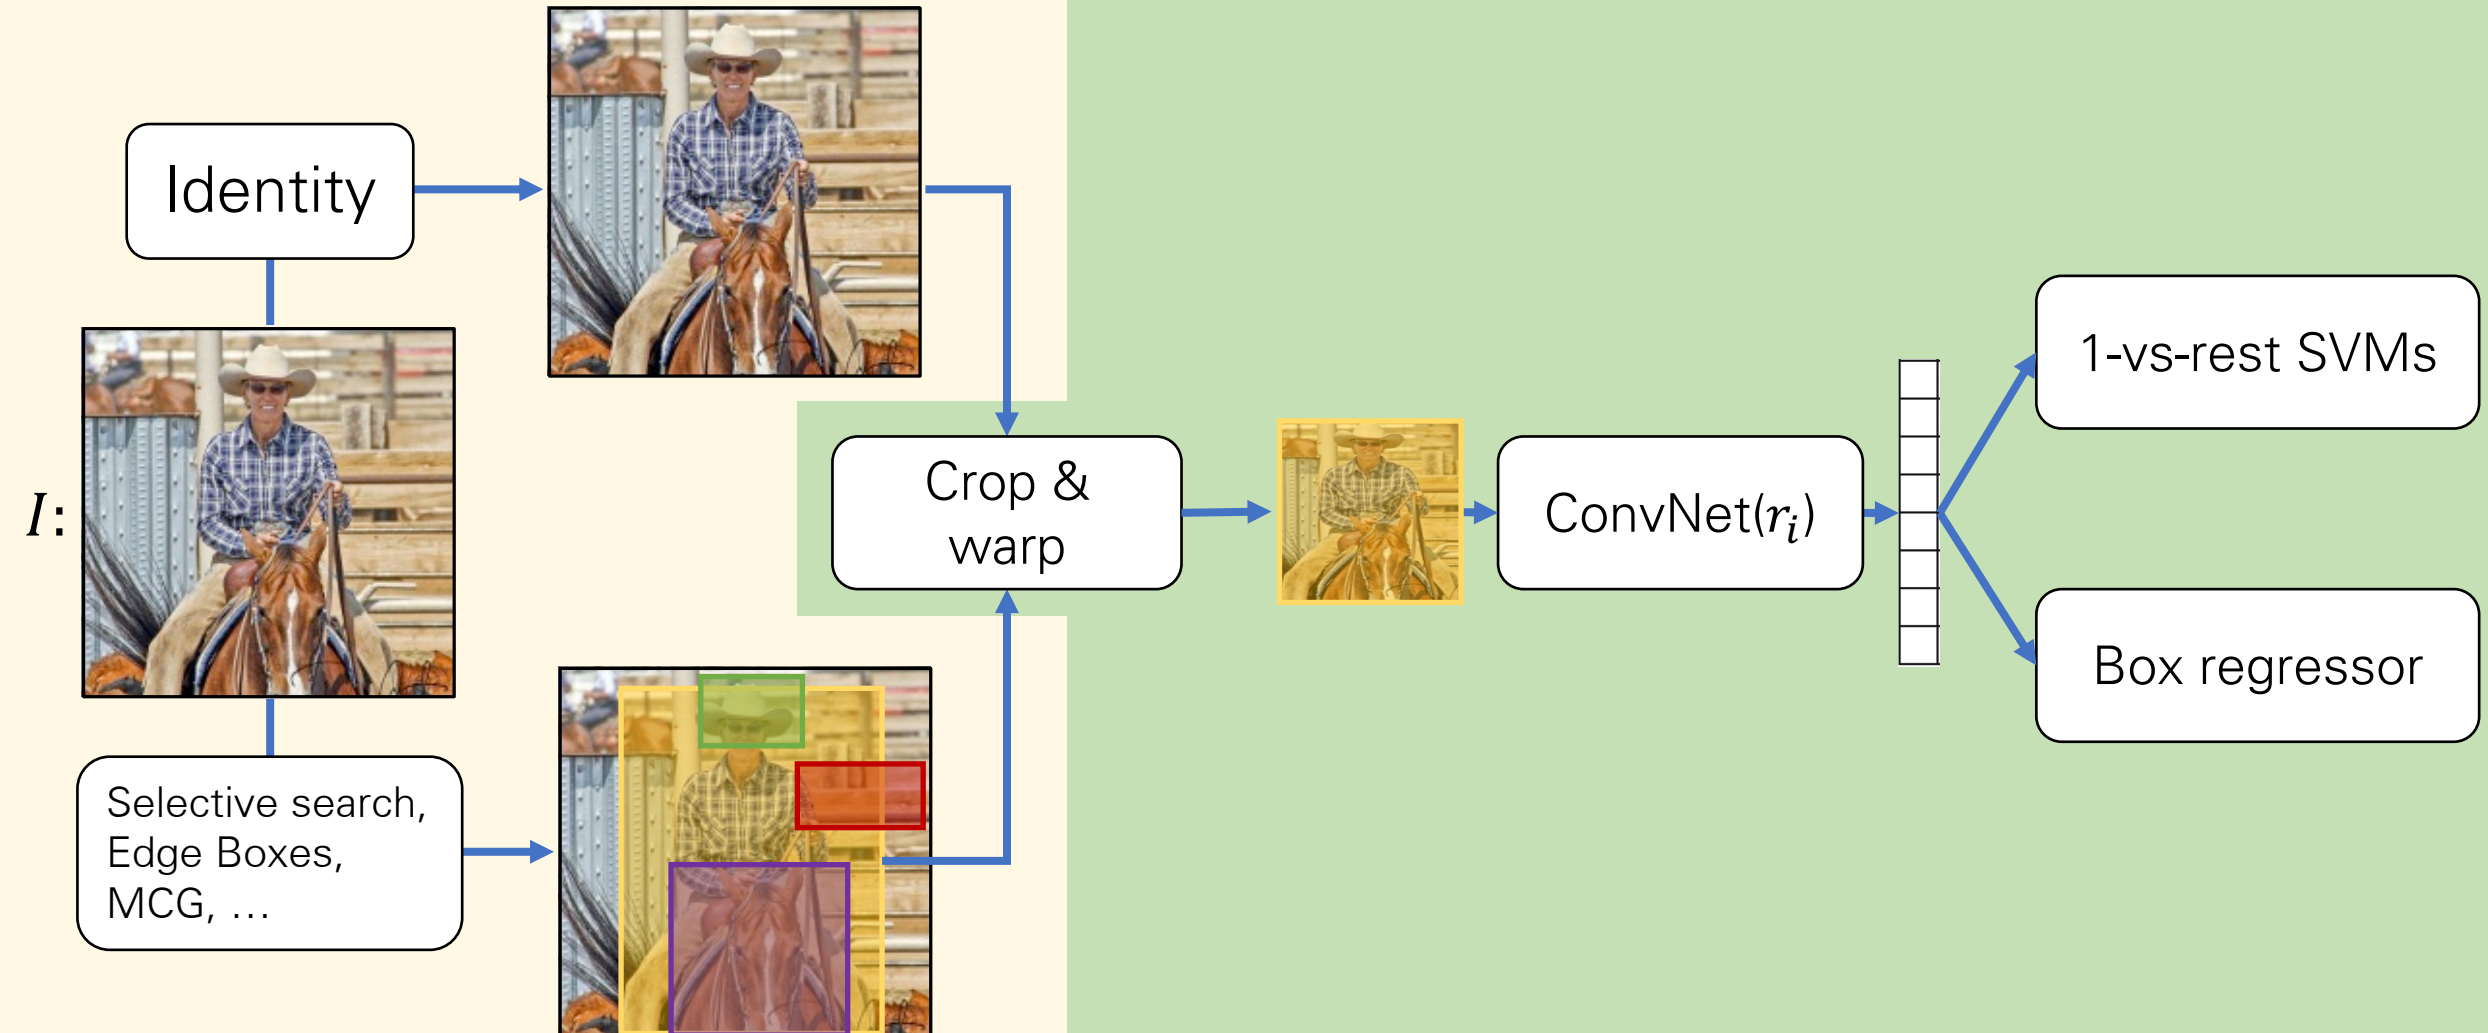 Identity
I:
Selective search,
Edge Boxes,
MCG, …
Crop &
warp
ConvNet(rᵢ)
1-vs-rest SVMs
Box regressor